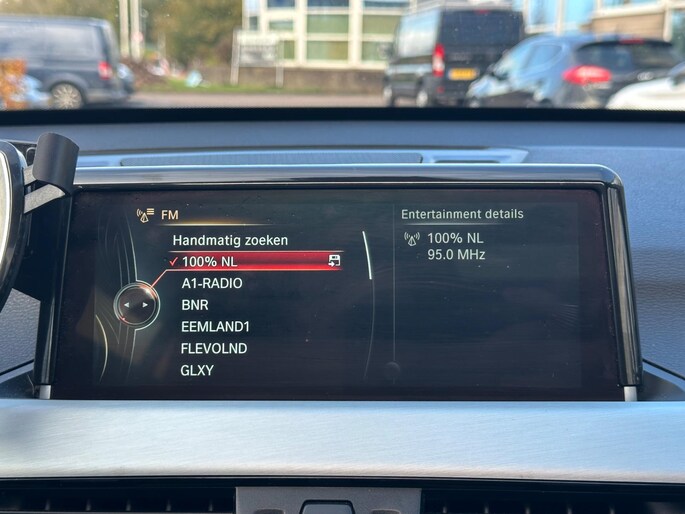 FM
Handmatig zoeken
100% NL
A1-RADIO
BNR
EEMLAND1
FLEVOLND
GLXY
Entertainment details
100% NL
95.0 MHz